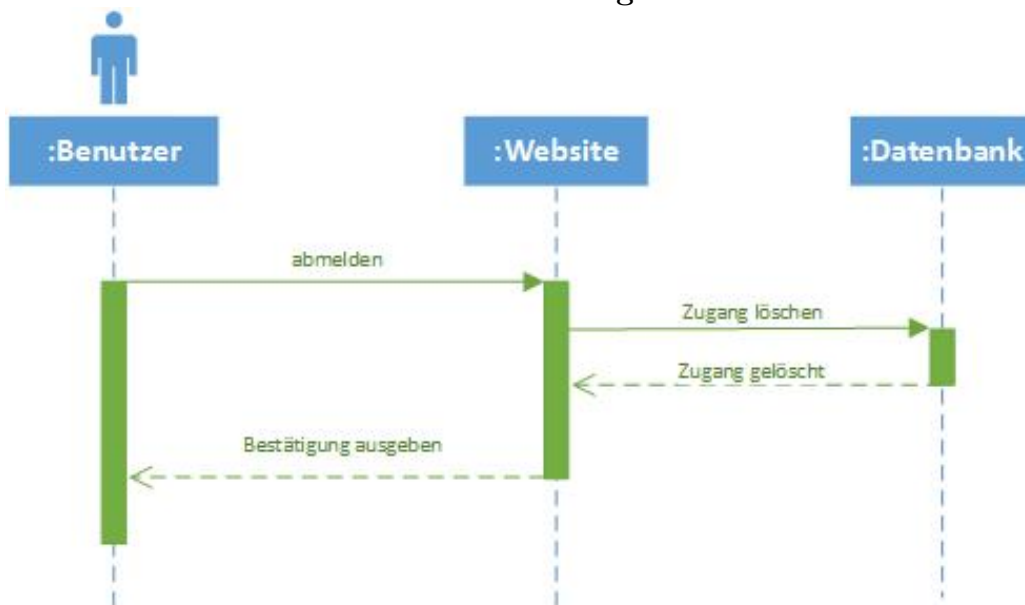 :Benutzer
:Website
:Datenbank
abmelden
Zugang löschen
Zugang gelöscht
Bestätigung ausgeben